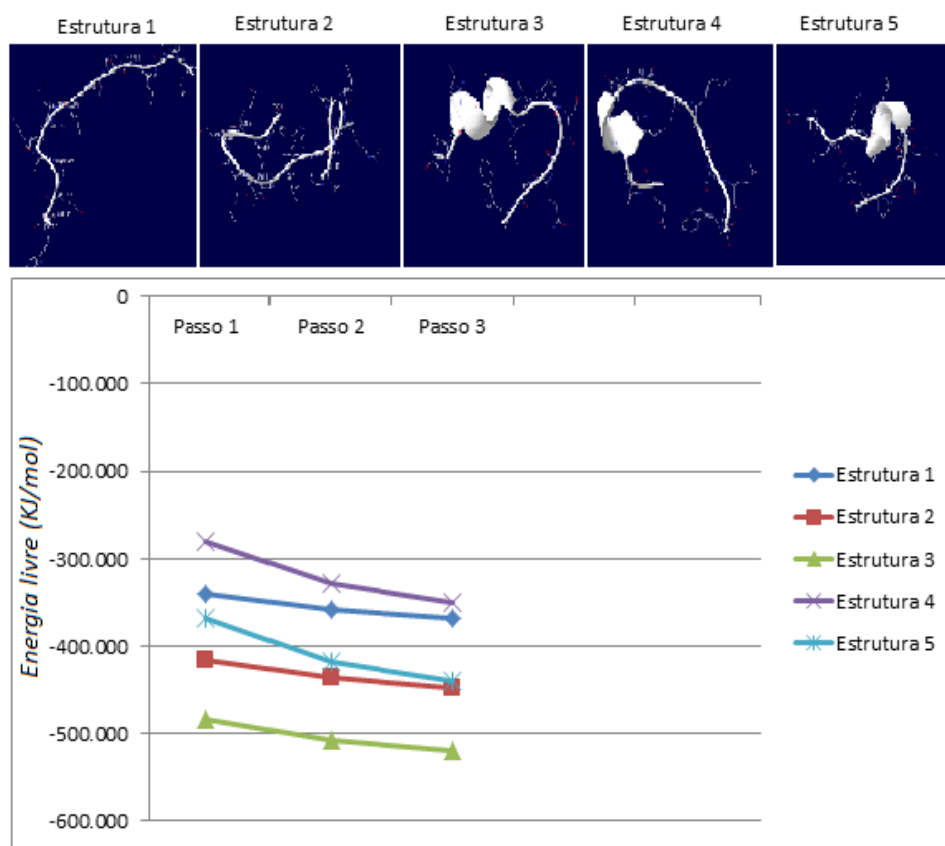 Estrutura 1
Estrutura 2
Estrutura 3
Estrutura 4
Estrutura 5
0
Passo 1
Passo 2
Passo 3
-100.000
-200.000
-300.000
-400.000
-500.000
-600.000
Energia livre (KJ/mol)
Estrutura 1
Estrutura 2
Estrutura 3
Estrutura 4
Estrutura 5